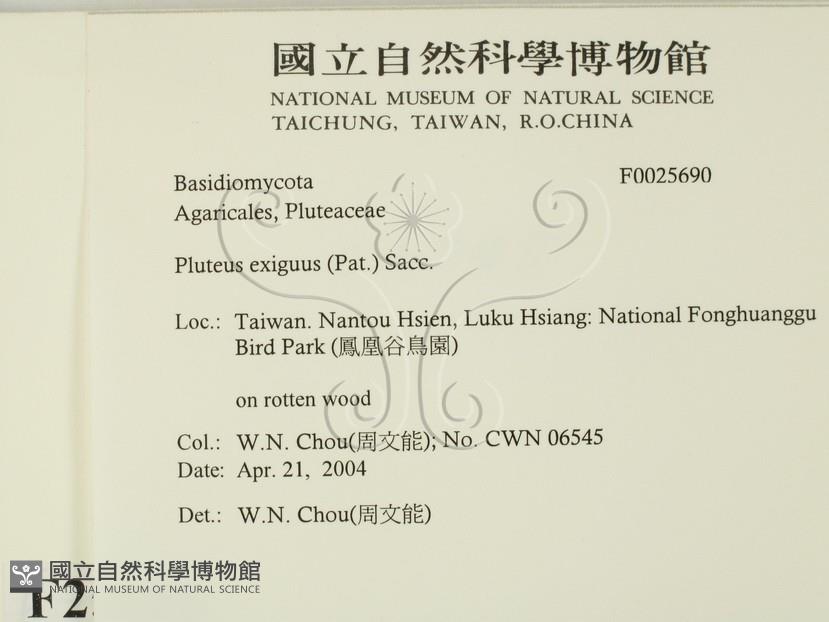 國立自然科學博物館
NATIONAL MUSEUM OF NATURAL SCIENCE
TAICHUNG, TAIWAN, R.O.CHINA
Basidiomycota F0025690
Agaricales, Pluteaceae
Pluteus exiguus (Pat.) Sacc.
Loc.: Taiwan. Nantou Hsien, Luku Hsiang: National Fonghuanggu
Bird Park (鳳凰谷鳥園)
on rotten wood
Col.: W.N. Chou(周文能); No. CWN 06545
Date: Apr. 21, 2004
Det.: W.N. Chou(周文能)
國立自然科學博物館
NATIONAL MUSEUM OF NATURAL SCIENCE